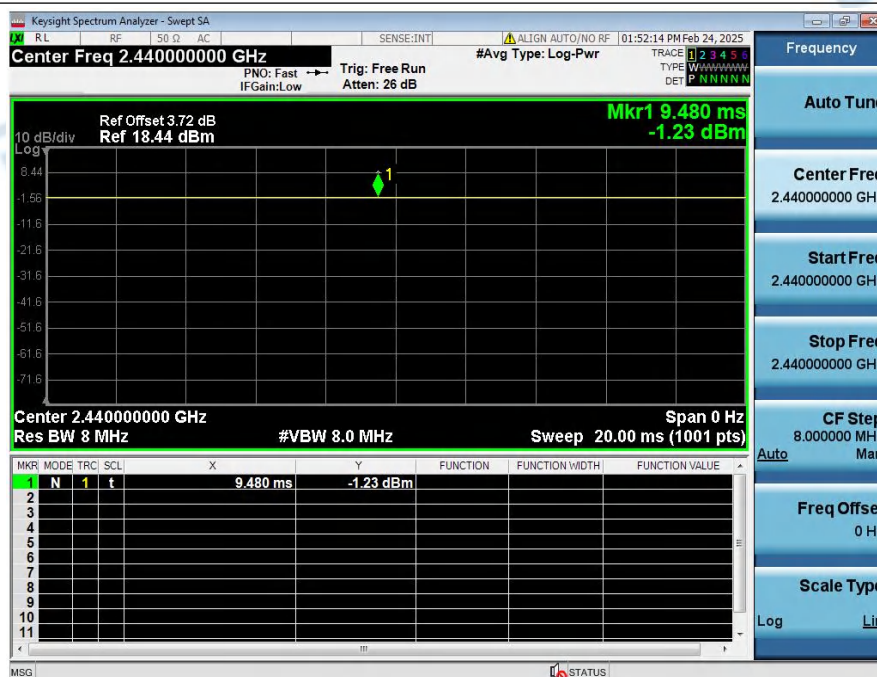 Keysight Spectrum Analyzer - Swept SA
LXI RL RF 50 Ω AC SENSE:INT ALIGN AUTO/NO RF 01:52:14 PM Feb 24, 2025
Center Freq 2.440000000 GHz
PNO: Fast
IFGain:Low
Trig: Free Run
Atten: 26 dB
#Avg Type: Log-Pwr
TRACE 1 2 3 4 5 6
TYPE WWWWWW
DET P N N N N N
Ref Offset 3.72 dB
10 dB/div Ref 18.44 dBm
Log
Mkr1 9.480 ms
-1.23 dBm
8.44
1
-1.56
-11.6
-21.6
-31.6
-41.6
-51.6
-61.6
-71.6
Center 2.440000000 GHz Span 0 Hz
Res BW 8 MHz #VBW 8.0 MHz Sweep 20.00 ms (1001 pts)
MKR MODE TRC SCL X Y FUNCTION FUNCTION WIDTH FUNCTION VALUE
1 N 1 t 9.480 ms -1.23 dBm
2
3
4
5
6
7
8
9
10
11
MSG STATUS
Frequency
Auto Tune
Center Freq
2.440000000 GH
Start Freq
2.440000000 GH
Stop Freq
2.440000000 GH
CF Step
8.000000 MH
Auto Ma
Freq Offse
0 H
Scale Type
Log Li